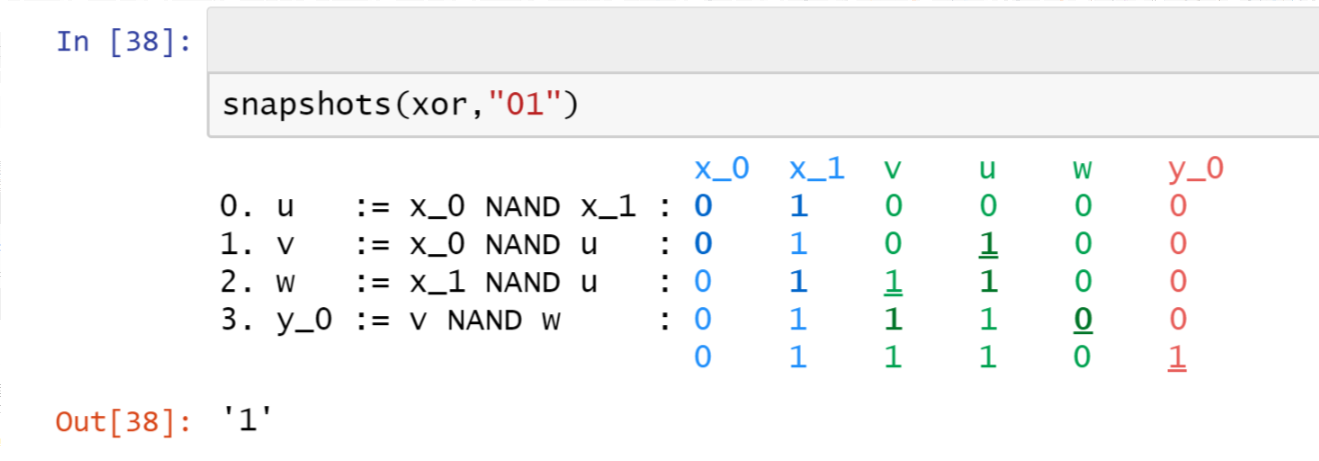 In [38]:
snapshots(xor,"01")
x_0 x_1 v u w y_0
0. u := x_0 NAND x_1 : 0 1 0 0 0 0
1. v := x_0 NAND u : 0 1 0 1 0 0
2. w := x_1 NAND u : 0 1 1 1 0 0
3. y_0 := v NAND w : 0 1 1 1 0 0
0 1 1 1 0 1
Out[38]: '1'